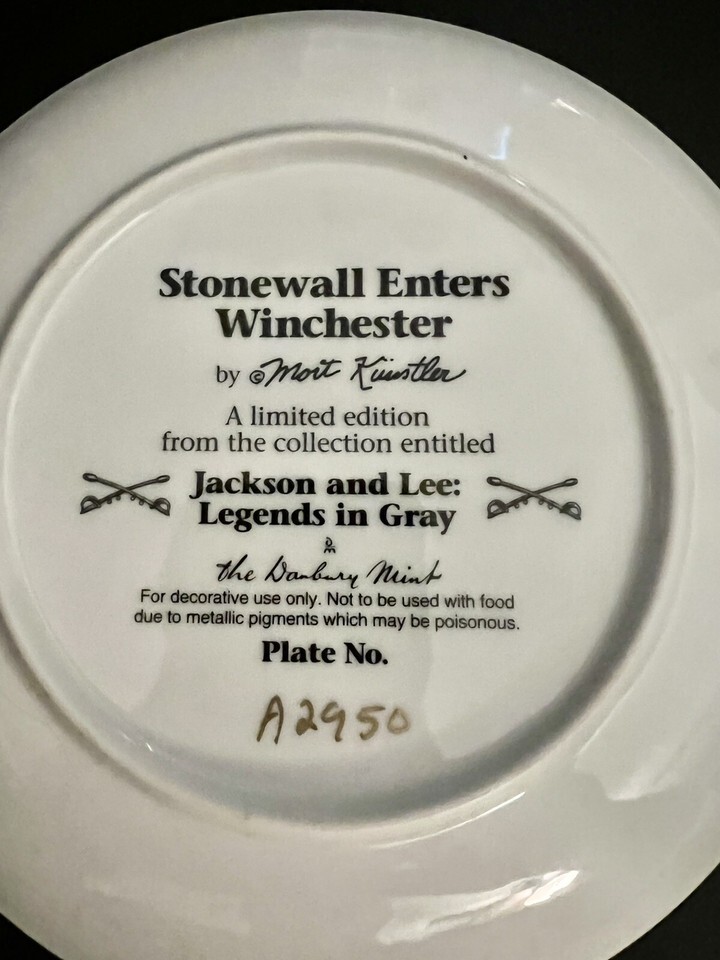 Stonewall Enters
Winchester
by © Mort Künstler
A limited edition
from the collection entitled
Jackson and Lee:
Legends in Gray
DM
the Danbury Mint
For decorative use only. Not to be used with food
due to metallic pigments which may be poisonous.
Plate No.
A2950